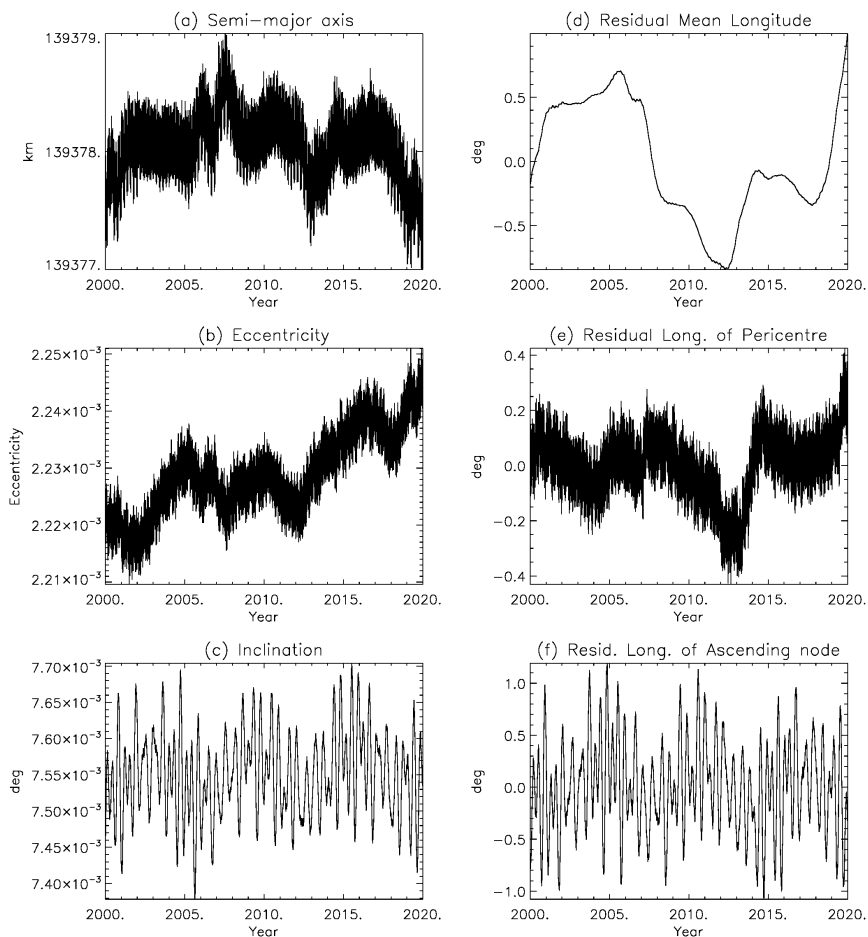 (a) Semi-major axis
139379.
139378.
139377.
km
2000. 2005. 2010. 2015. 2020.
Year
(d) Residual Mean Longitude
0.5
0.0
-0.5
deg
2000. 2005. 2010. 2015. 2020.
Year
(b) Eccentricity
2.25×10⁻³
2.24×10⁻³
2.23×10⁻³
2.22×10⁻³
2.21×10⁻³
Eccentricity
2000. 2005. 2010. 2015. 2020.
Year
(e) Residual Long. of Pericentre
0.4
0.2
0.0
-0.2
-0.4
deg
2000. 2005. 2010. 2015. 2020.
Year
(c) Inclination
7.70×10⁻³
7.65×10⁻³
7.60×10⁻³
7.55×10⁻³
7.50×10⁻³
7.45×10⁻³
7.40×10⁻³
deg
2000. 2005. 2010. 2015. 2020.
Year
(f) Resid. Long. of Ascending node
1.0
0.5
0.0
-0.5
-1.0
deg
2000. 2005. 2010. 2015. 2020.
Year